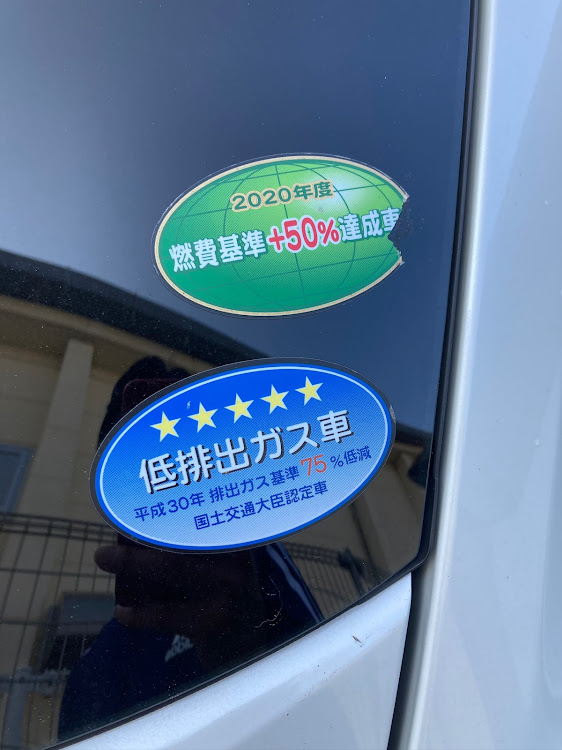 2020年度
燃費基準+50%達成車
★★★★★
低排出ガス車
平成30年 排出ガス基準75%低減
国土交通大臣認定車